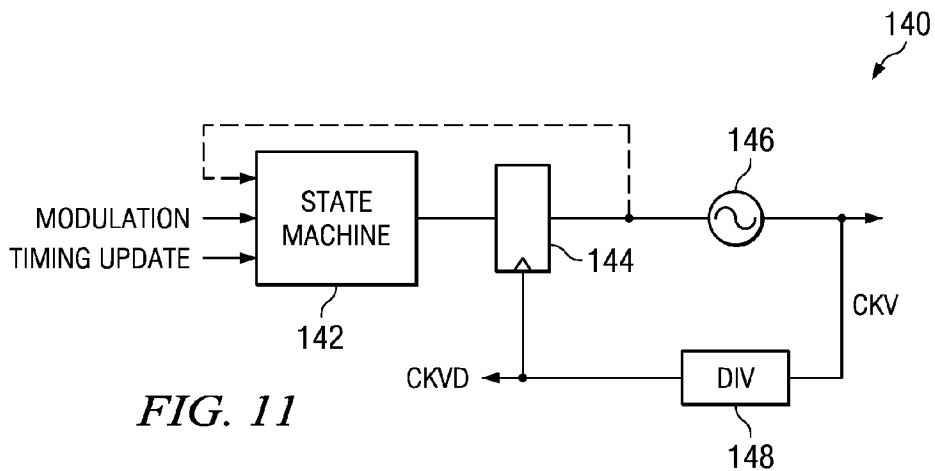 140
146
STATE
MACHINE
MODULATION
TIMING UPDATE
144
142
CKV
CKVD
DIV
148
FIG. 11